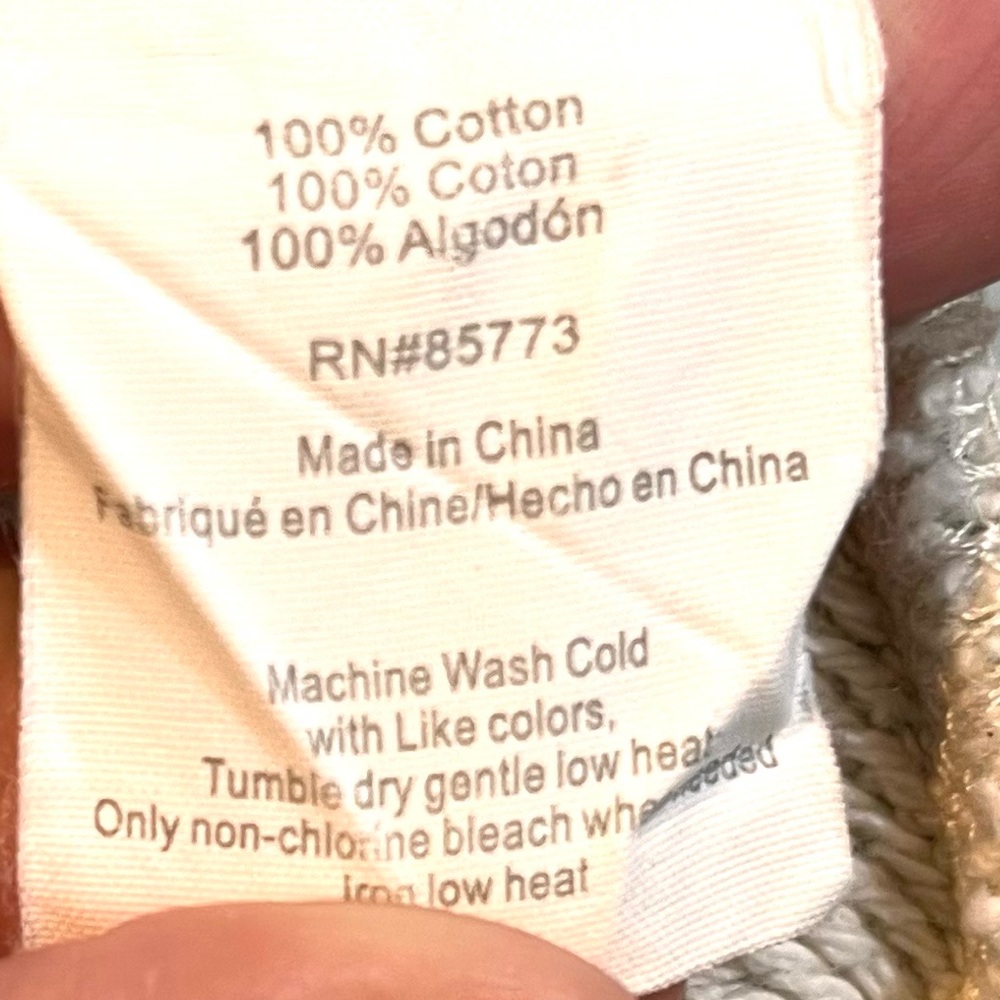 100% Cotton
100% Coton
100% Algodón
RN#85773
Made in China
Fabriqué en Chine/Hecho en China
Machine Wash Cold
with Like colors,
Tumble dry gentle low heat
Only non-chlorine bleach when needed
Iron low heat